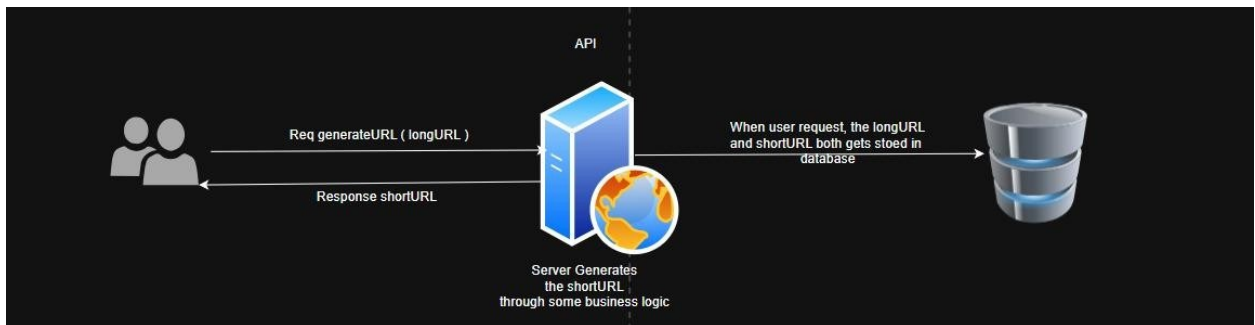 API
Req generateURL ( longURL )
Response shortURL
When user request, the longURL
and shortURL both gets stoed in
database
Server Generates
the shortURL
through some business logic